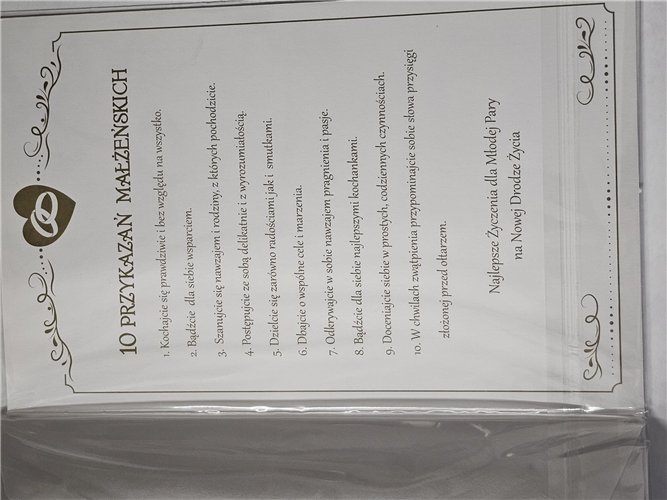 10 PRZYKAZAŃ MAŁŻEŃSKICH
1. Kochajcie się prawdziwie i bez względu na wszystko.
2. Bądźcie dla siebie wsparciem.
3. Szanujcie się nawzajem i rodziny, z których pochodzicie.
4. Postępujcie ze sobą delikatnie i z wyrozumiałością.
5. Dzielcie się zarówno radościami jak i smutkami.
6. Dbajcie o wspólne cele i marzenia.
7. Odkrywajcie w sobie nawzajem pragnienia i pasje.
8. Bądźcie dla siebie najlepszymi kochankami.
9. Doceniajcie siebie w prostych, codziennych czynnościach.
10. W chwilach zwątpienia przypominajcie sobie słowa przysięgi
złożonej przed ołtarzem.
Najlepsze Życzenia dla Młodej Pary
na Nowej Drodze Życia